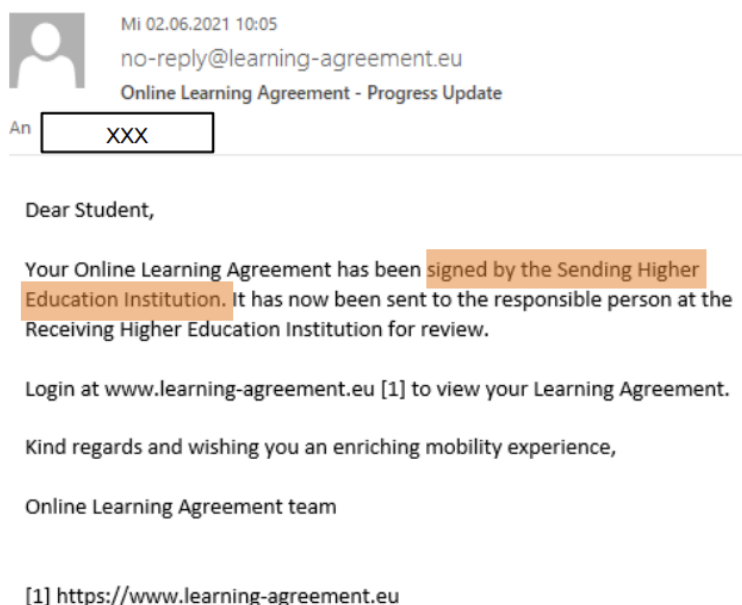 Mi 02.06.2021 10:05
no-reply@learning-agreement.eu
Online Learning Agreement - Progress Update
An XXX
Dear Student,
Your Online Learning Agreement has been signed by the Sending Higher
Education Institution. It has now been sent to the responsible person at the
Receiving Higher Education Institution for review.
Login at www.learning-agreement.eu [1] to view your Learning Agreement.
Kind regards and wishing you an enriching mobility experience,
Online Learning Agreement team
[1] https://www.learning-agreement.eu